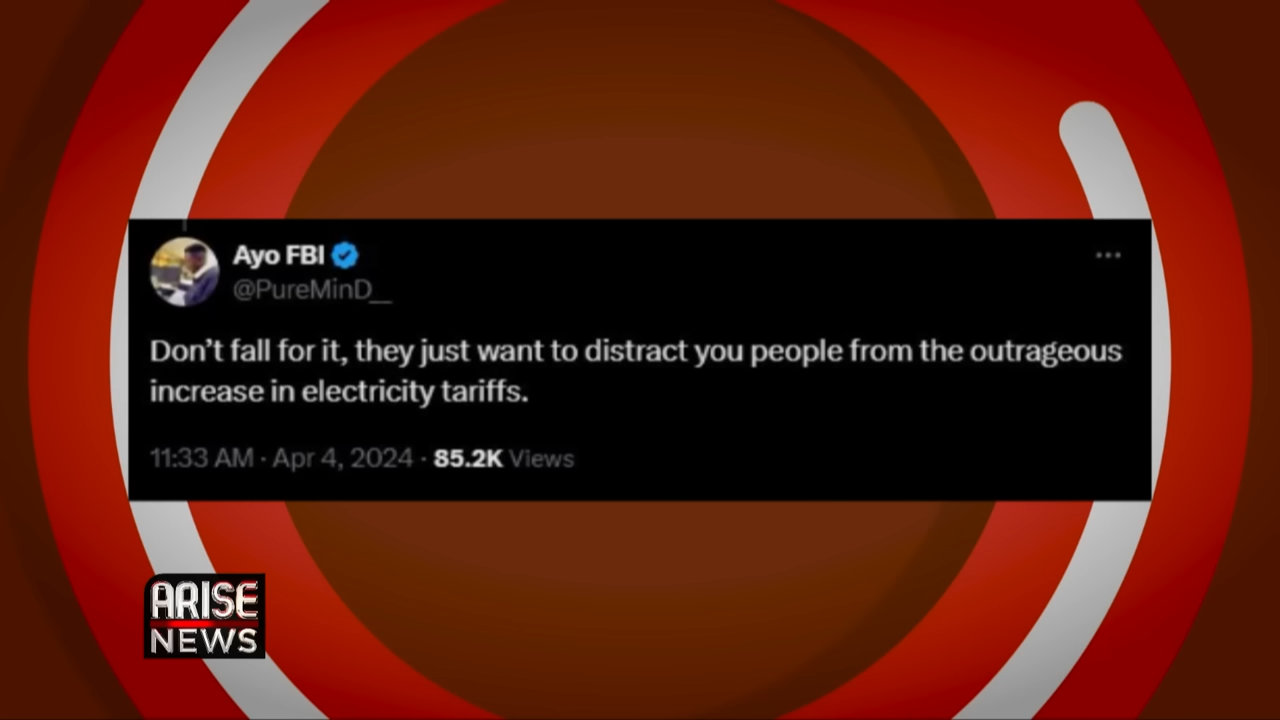 Ayo FBI
@PureMinD__
Don't fall for it, they just want to distract you people from the outrageous
increase in electricity tariffs.
11:33 AM · Apr 4, 2024 · 85.2K Views
ARISE
NEWS